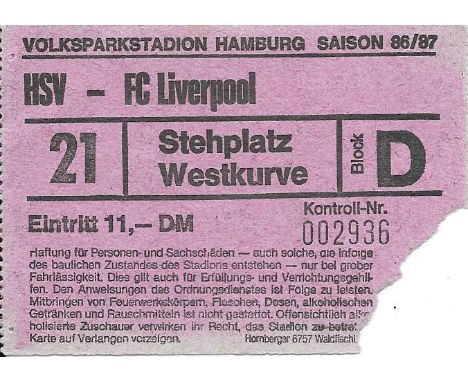 VOLKSPARKSTADION HAMBURG SAISON 86/87
HSV – FC Liverpool
21
Stehplatz
Westkurve
Block
D
Eintritt 11,— DM
Kontroll-Nr.
002936
Haftung für Personen- und Sachschäden — auch solche, die infolge
des baulichen Zustandes des Stadions entstehen — nur bei grober
Fahrlässigkeit. Dies gilt auch für Erfüllungs- und Verrichtungsgehil-
fen. Den Anweisungen des Ordnungsdienstes ist Folge zu leisten.
Mitbringen von Feuerwerkskörpern, Flaschen, Dosen, alkoholischen
Getränken und Rauschmitteln ist nicht gestattet. Offensichtlich alko
holisierte Zuschauer verwirken ihr Recht, das Stadion zu betret
Karte auf Verlangen vorzeigen.
Homberger 6757 Waldfischl